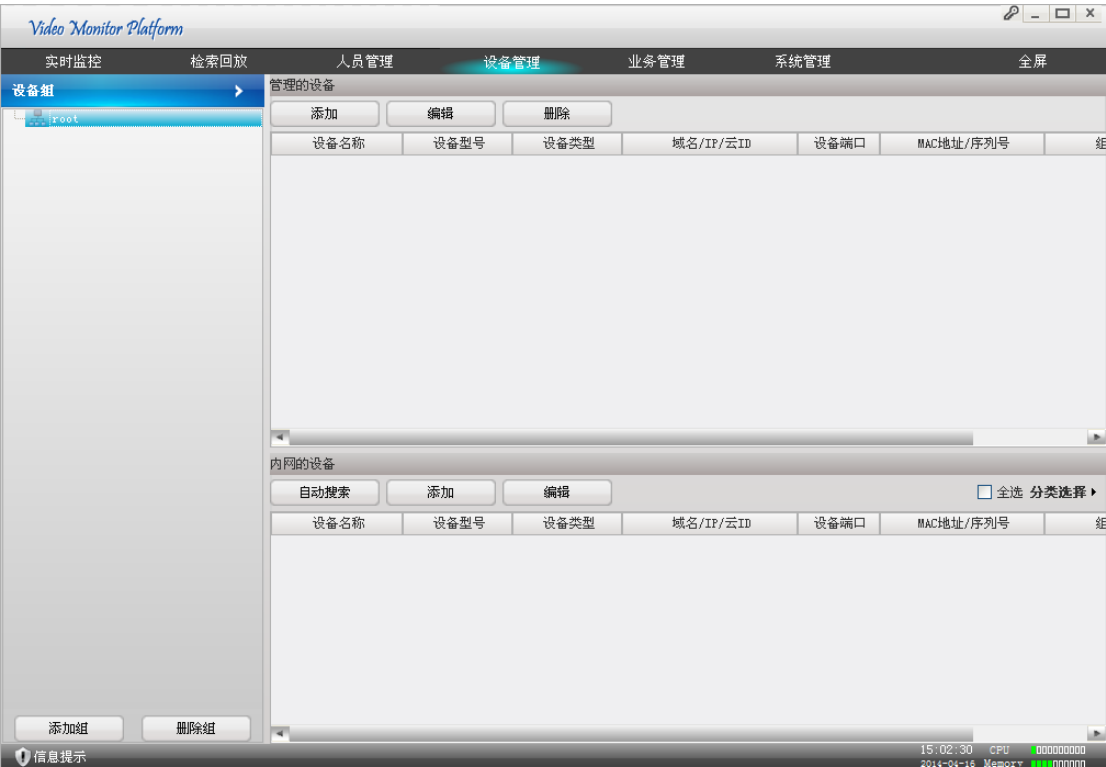 Video Monitor Platform
实时监控 检索回放 人员管理 设备管理 业务管理 系统管理 全屏
设备组
root
管理的设备
添加 编辑 删除
设备名称 设备型号 设备类型 域名/IP/云ID 设备端口 MAC地址/序列号 组
内网的设备
自动搜索 添加 编辑 全选 分类选择
设备名称 设备型号 设备类型 域名/IP/云ID 设备端口 MAC地址/序列号 组
添加组 删除组
信息提示
15:02:30 CPU
2014-04-16 Memory